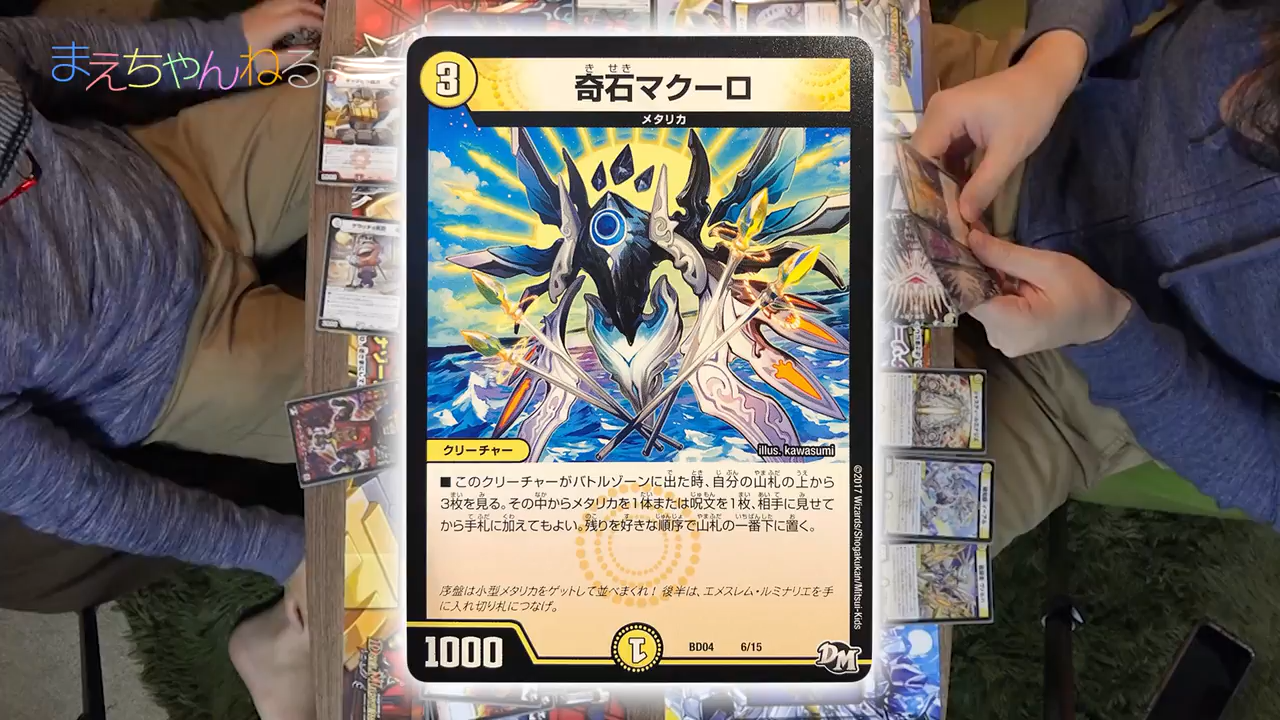 まえちゃんねる
3
きせき
奇石マクーロ
メタリカ
クリーチャー
illus. kawasumi
■このクリーチャーがバトルゾーンに出た時、自分の山札の上から
3枚を見る。その中からメタリカを1体または呪文を1枚、相手に見せて
から手札に加えてもよい。残りを好きな順序で山札の一番下に置く。
序盤は小型メタリカをゲットして並べまくれ! 後半は、エメスレム・ルミナリエを手
に入れ切り札につなげ。
©2017 Wizards/Shogakukan/Mitsui-Kids
1000
1
BD04 6/15
DM